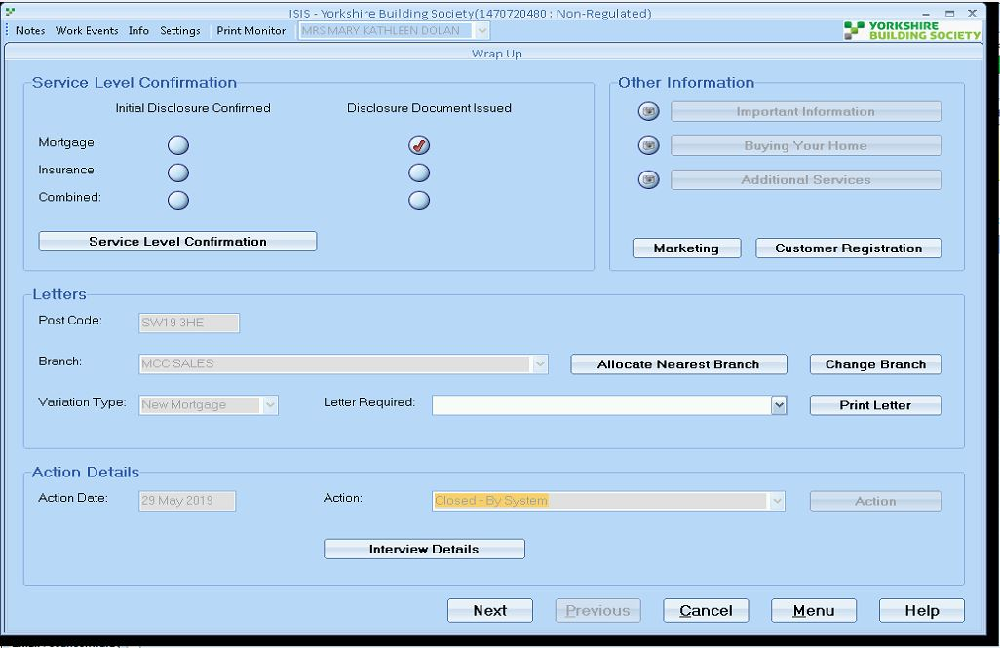 ISIS - Yorkshire Building Society(1470720480 : Non-Regulated)
Notes Work Events Info Settings Print Monitor MRS MARY KATHLEEN DOLAN
YORKSHIRE
BUILDING SOCIETY
Wrap Up
Service Level Confirmation
Initial Disclosure Confirmed Disclosure Document Issued
Mortgage:
Insurance:
Combined:
Service Level Confirmation
Other Information
Important Information
Buying Your Home
Additional Services
Marketing Customer Registration
Letters
Post Code: SW19 3HE
Branch: MCC SALES Allocate Nearest Branch Change Branch
Variation Type: New Mortgage Letter Required: Print Letter
Action Details
Action Date: 29 May 2019 Action: Closed - By System Action
Interview Details
Next Previous Cancel Menu Help